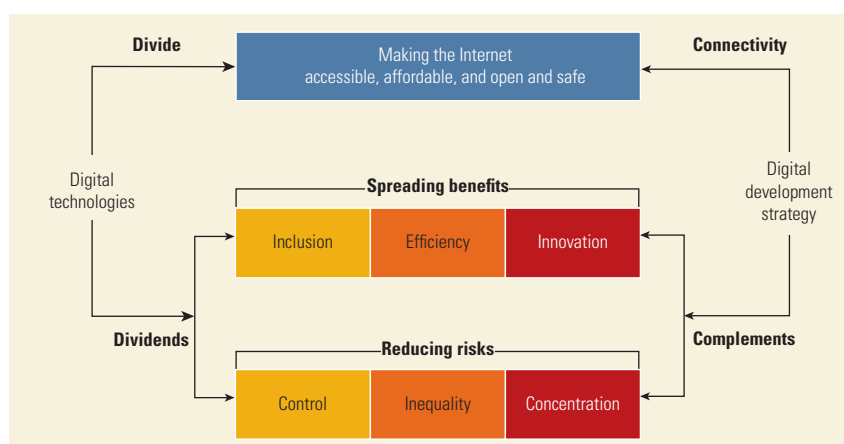 Divide
Making the Internet
accessible, affordable, and open and safe
Connectivity
Digital
technologies
Digital
development
strategy
Spreading benefits
Inclusion
Efficiency
Innovation
Dividends
Complements
Reducing risks
Control
Inequality
Concentration